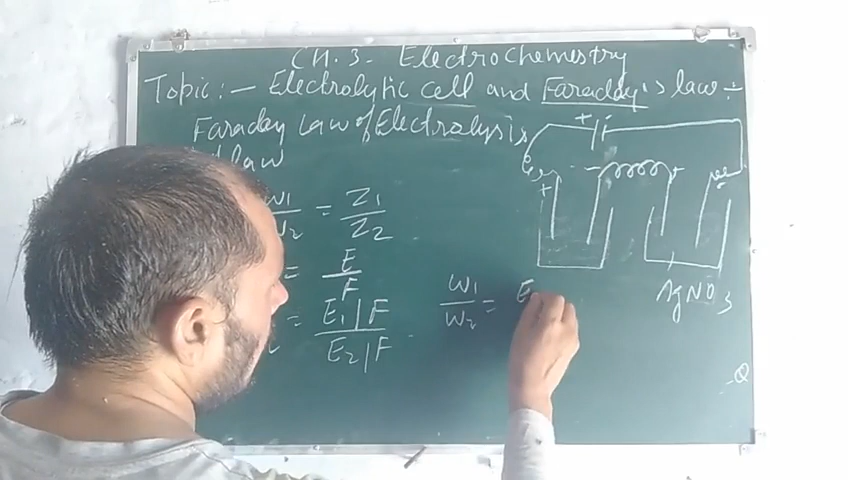 CH. 3- Electrochemestry
Topic:- Electrolytic cell and Faraday's law:-
Faraday Law of Electrolysis
law
+ -
- +
+ -
W1/W2 = Z1/Z2
= E/F
= E1/F / E2/F
W1/W2 = E
AgNO3
-Q